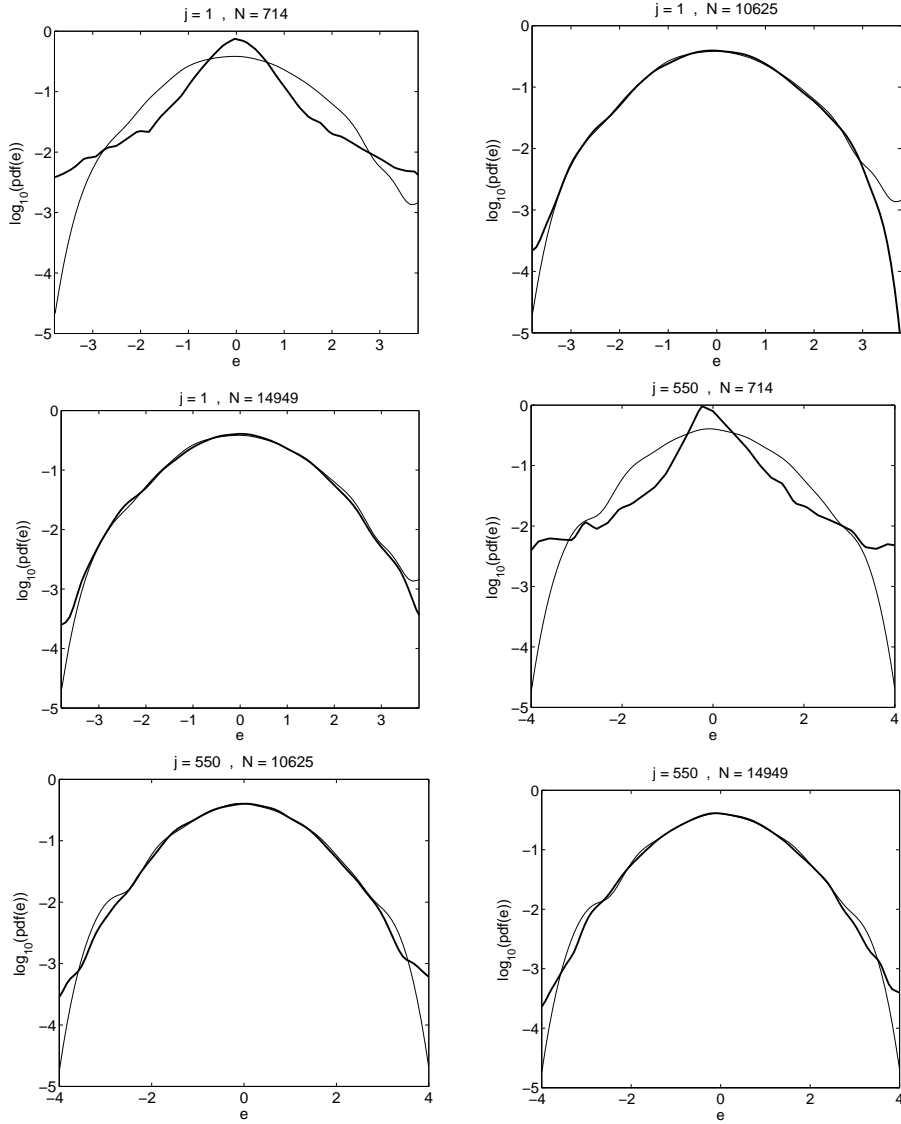 j = 1 , N = 714
0
−1
−2
−3
−4
−5
log10(pdf(e))
−3 −2 −1 0 1 2 3
e
j = 1 , N = 10625
0
−1
−2
−3
−4
−5
log10(pdf(e))
−3 −2 −1 0 1 2 3
e
j = 1 , N = 14949
0
−1
−2
−3
−4
−5
log10(pdf(e))
−3 −2 −1 0 1 2 3
e
j = 550 , N = 714
0
−1
−2
−3
−4
−5
log10(pdf(e))
−4 −2 0 2 4
e
j = 550 , N = 10625
0
−1
−2
−3
−4
−5
log10(pdf(e))
−4 −2 0 2 4
e
j = 550 , N = 14949
0
−1
−2
−3
−4
−5
log10(pdf(e))
−4 −3 −2 −1 0 1 2 3 4
e